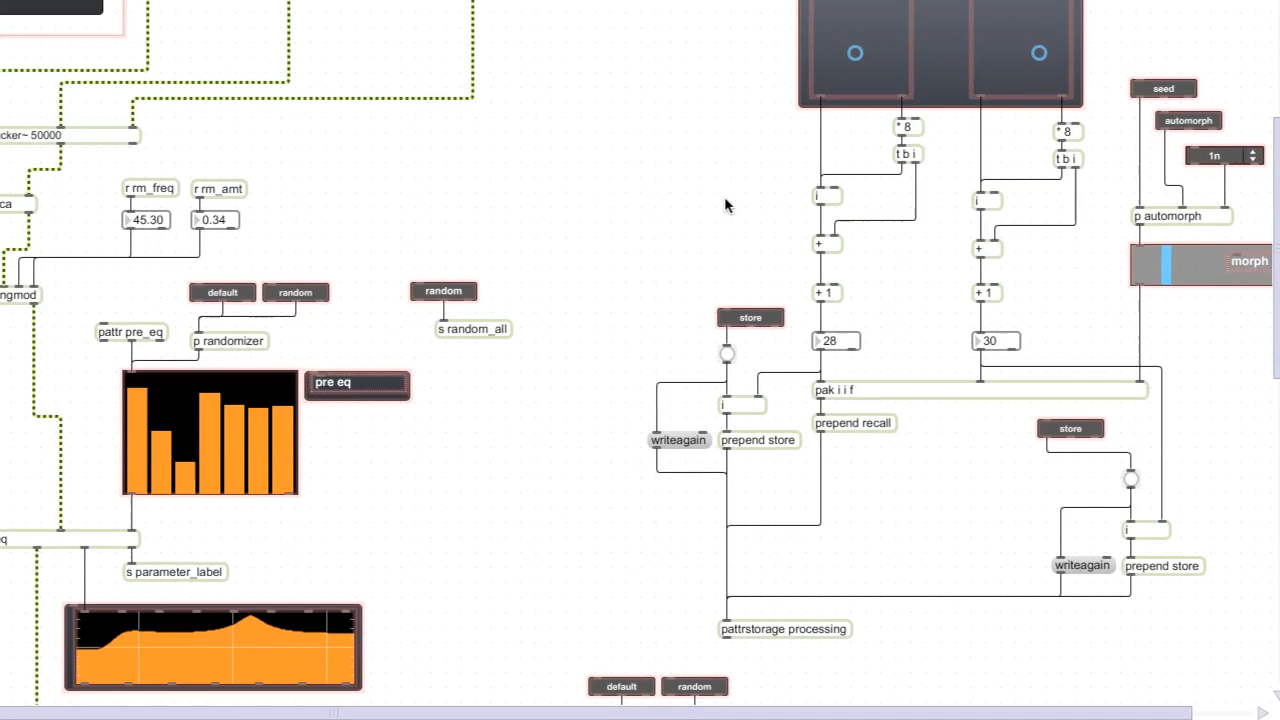 seed
automorph
* 8
* 8
cker~ 50000
t b i
t b i
1n
r rm_freq
r rm_amt
i
i
ca
p automorph
45.30
0.34
+
+
morph
ngmod
default
random
random
+ 1
+ 1
store
pattr pre_eq
p randomizer
s random_all
28
30
pre eq
pak i i f
i
prepend recall
store
writeagain
prepend store
i
q
writeagain
prepend store
s parameter_label
pattrstorage processing
default
random